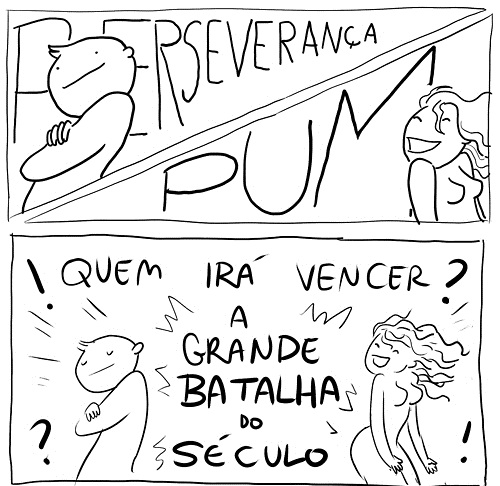 PERSEVERANÇA
PUM
! QUEM IRÁ VENCER ?
A
GRANDE
BATALHA
DO
SÉCULO
? !